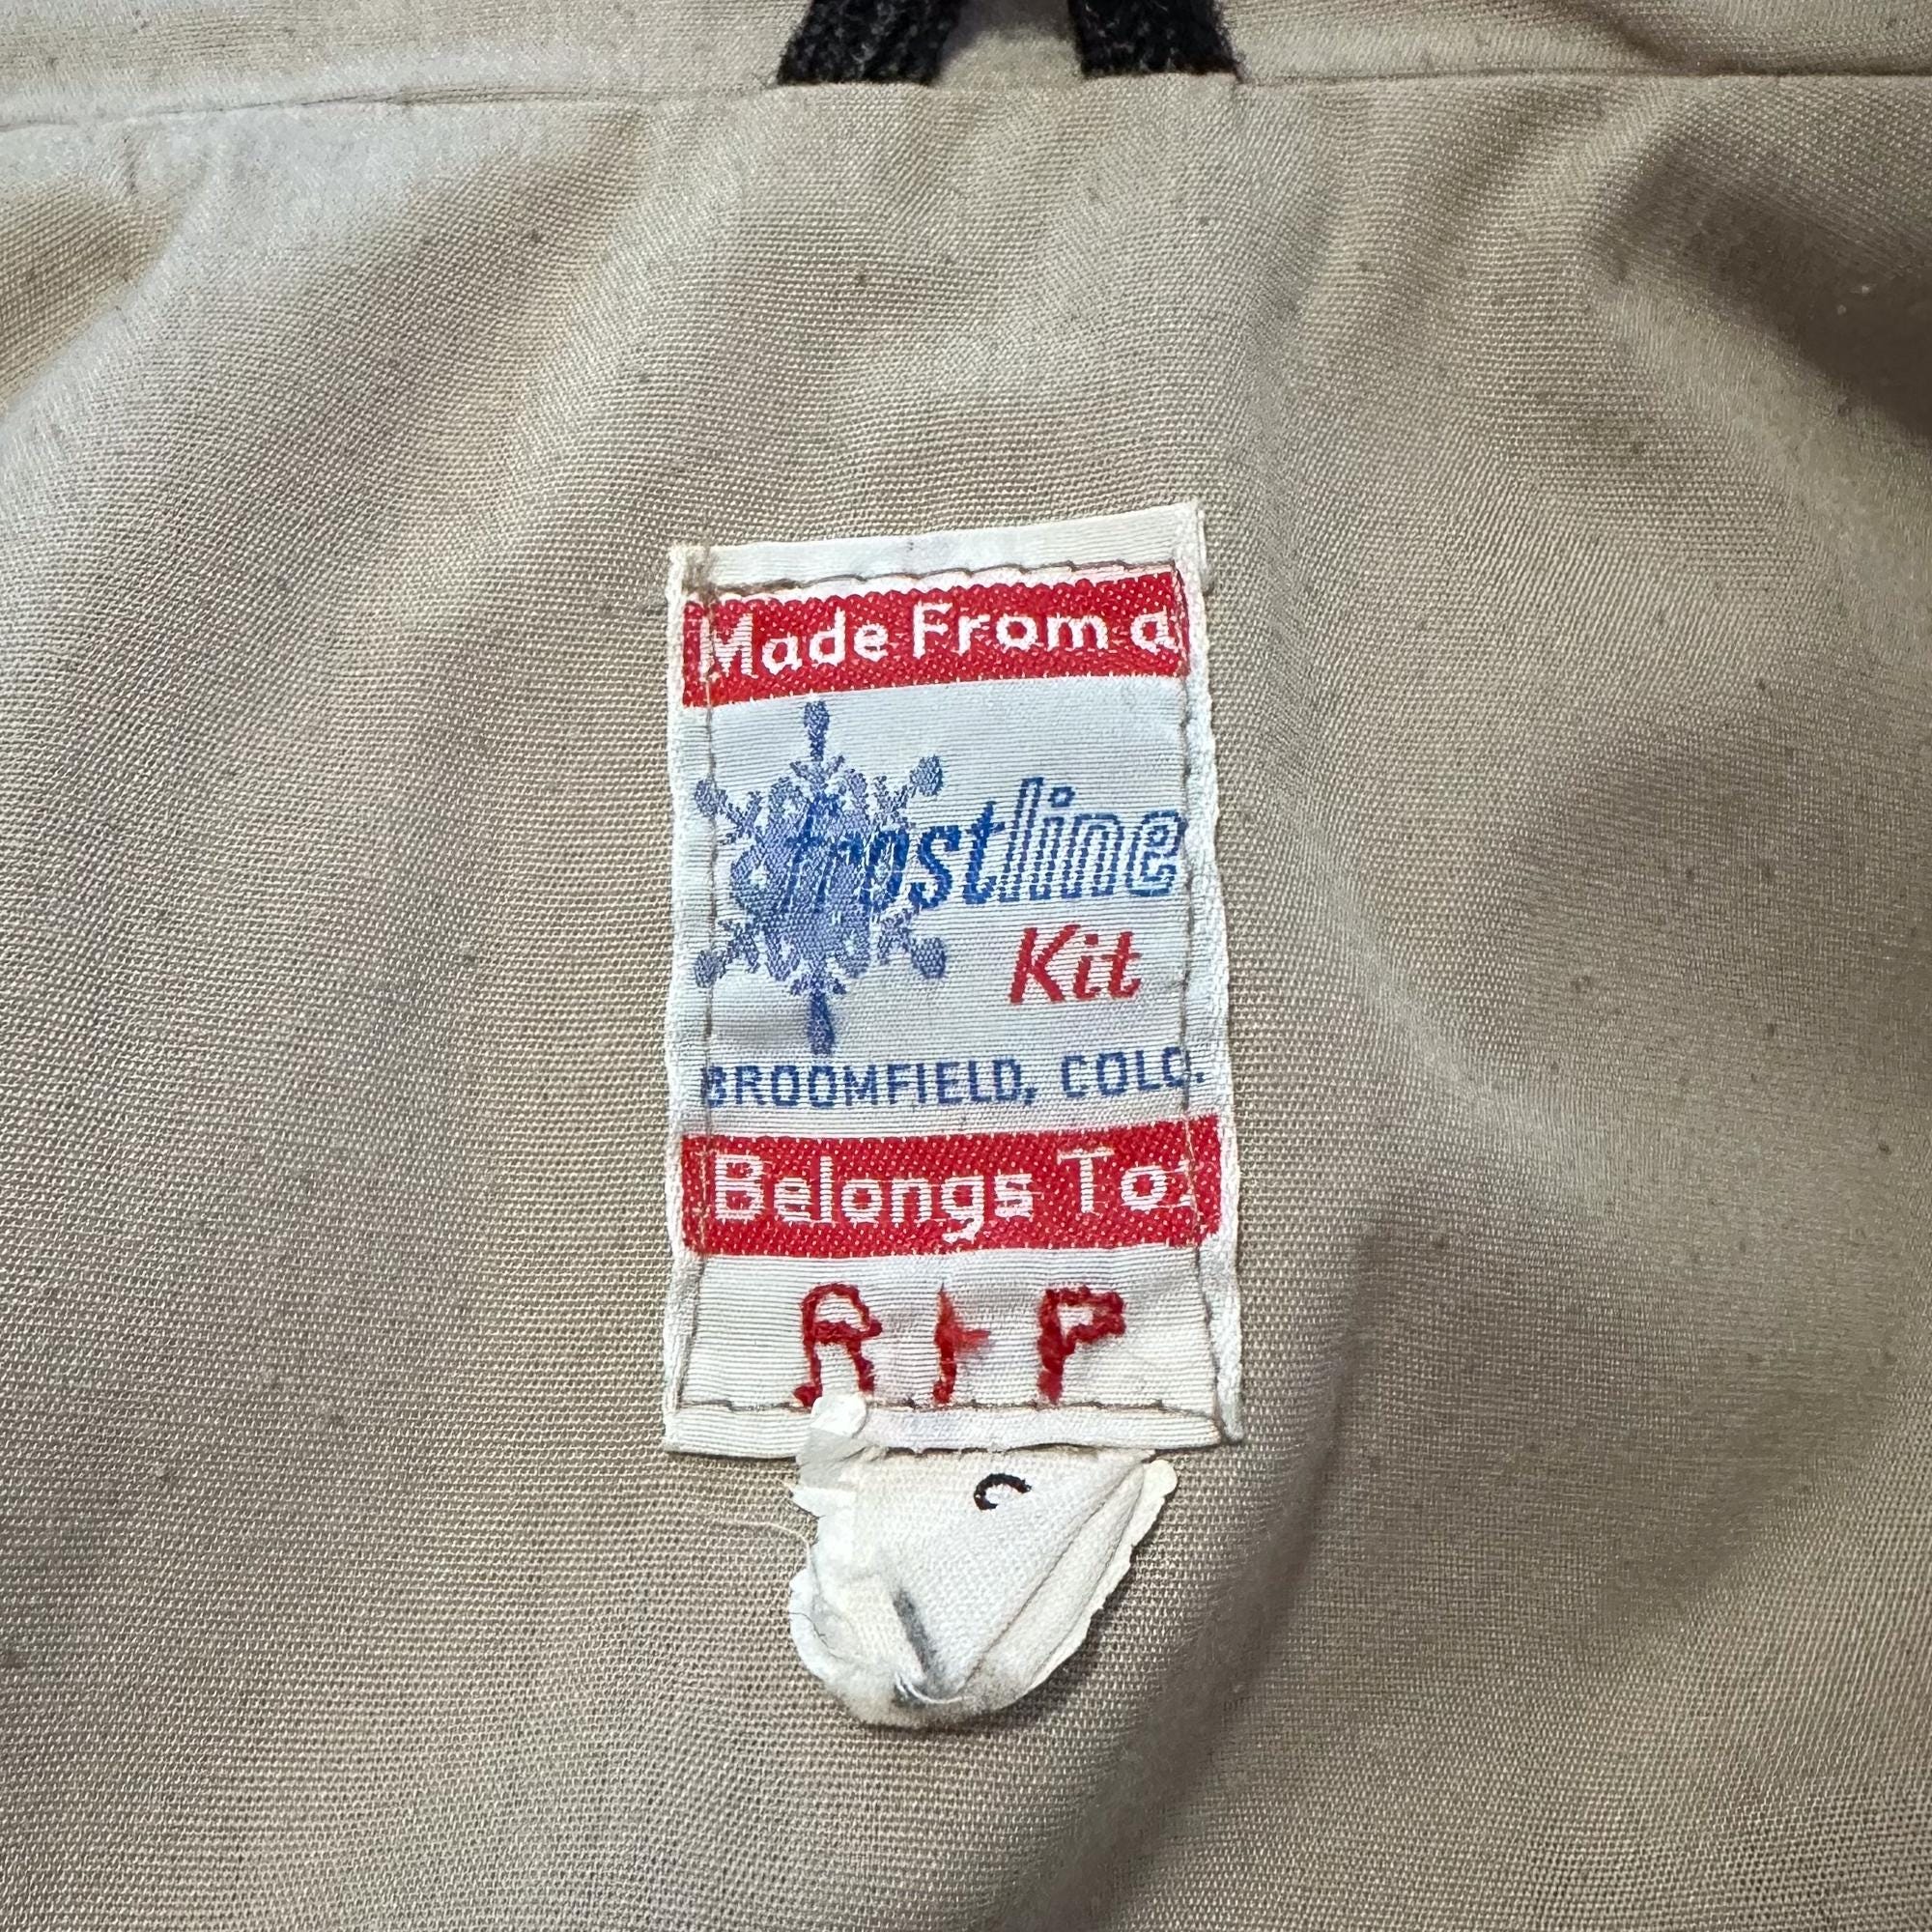 Made From a
frostline
Kit
BROOMFIELD, COLO.
Belongs To:
R F P